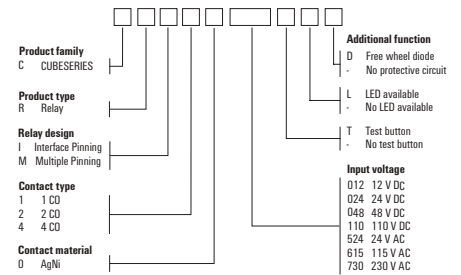 Product family
C CUBESERIES
Product type
R Relay
Relay design
I Interface Pinning
M Multiple Pinning
Contact type
1 1 CO
2 2 CO
4 4 CO
Contact material
0 AgNi
Additional function
D Free wheel diode
- No protective circuit
L LED available
- No LED available
T Test button
- No test button
Input voltage
012 12 V DC
024 24 V DC
048 48 V DC
110 110 V DC
524 24 V AC
615 115 V AC
730 230 V AC